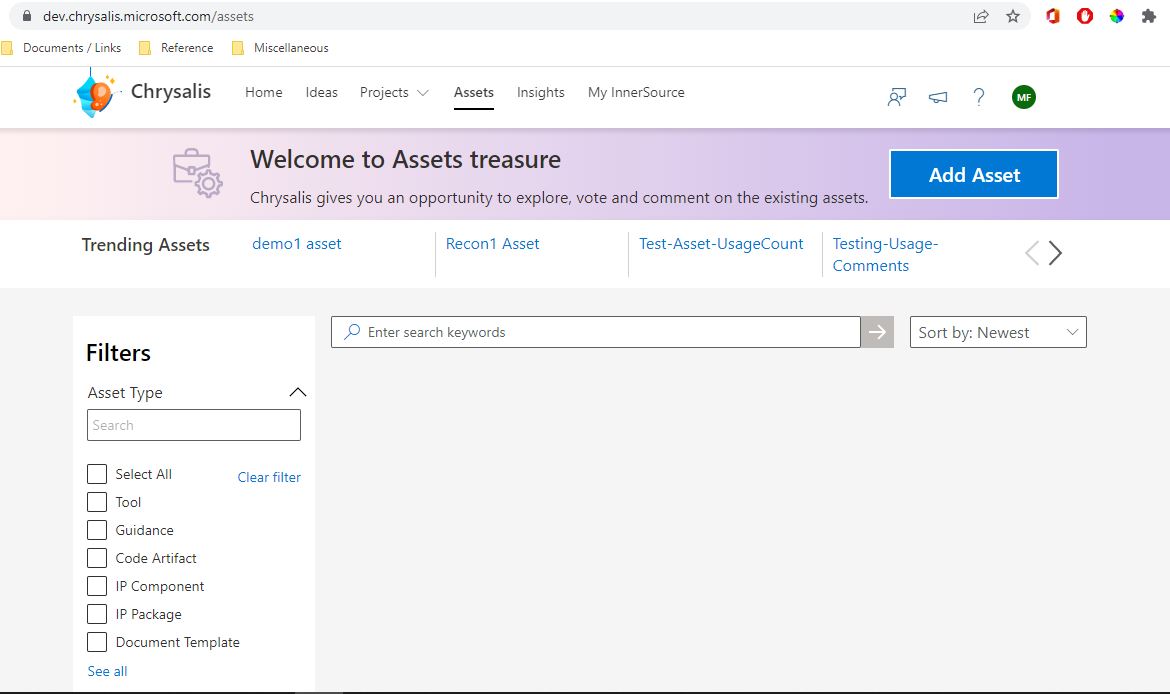 dev.chrysalis.microsoft.com/assets
Documents / Links Reference Miscellaneous
Chrysalis Home Ideas Projects Assets Insights My InnerSource ? MF
Welcome to Assets treasure
Chrysalis gives you an opportunity to explore, vote and comment on the existing assets.
Add Asset
Trending Assets demo1 asset Recon1 Asset Test-Asset-UsageCount Testing-Usage-
Comments
Enter search keywords Sort by: Newest
Filters
Asset Type
Search
Select All Clear filter
Tool
Guidance
Code Artifact
IP Component
IP Package
Document Template
See all